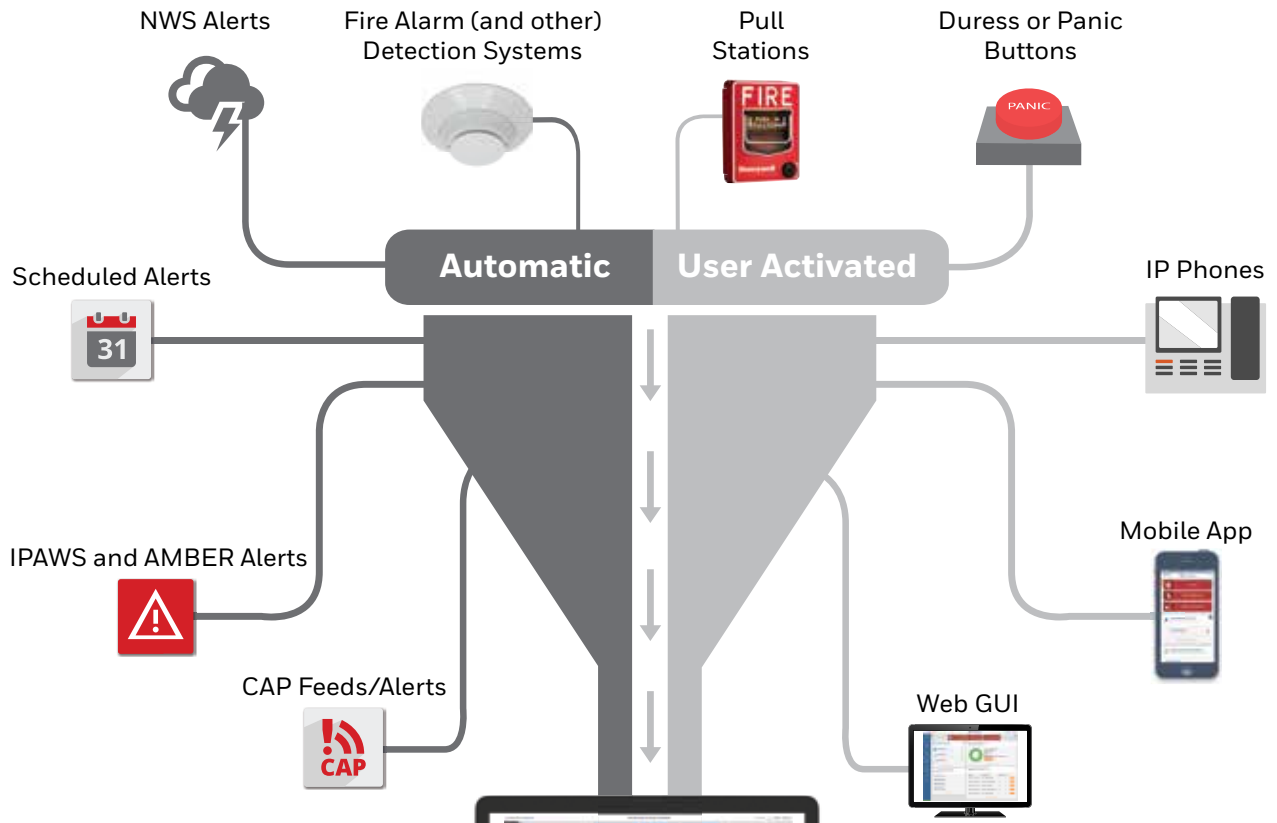 NWS Alerts
Fire Alarm (and other)
Detection Systems
Pull
Stations
Duress or Panic
Buttons
FIRE
Honeywell
PANIC
Automatic
User Activated
Scheduled Alerts
31
IP Phones
IPAWS and AMBER Alerts
Mobile App
CAP Feeds/Alerts
CAP
Web GUI